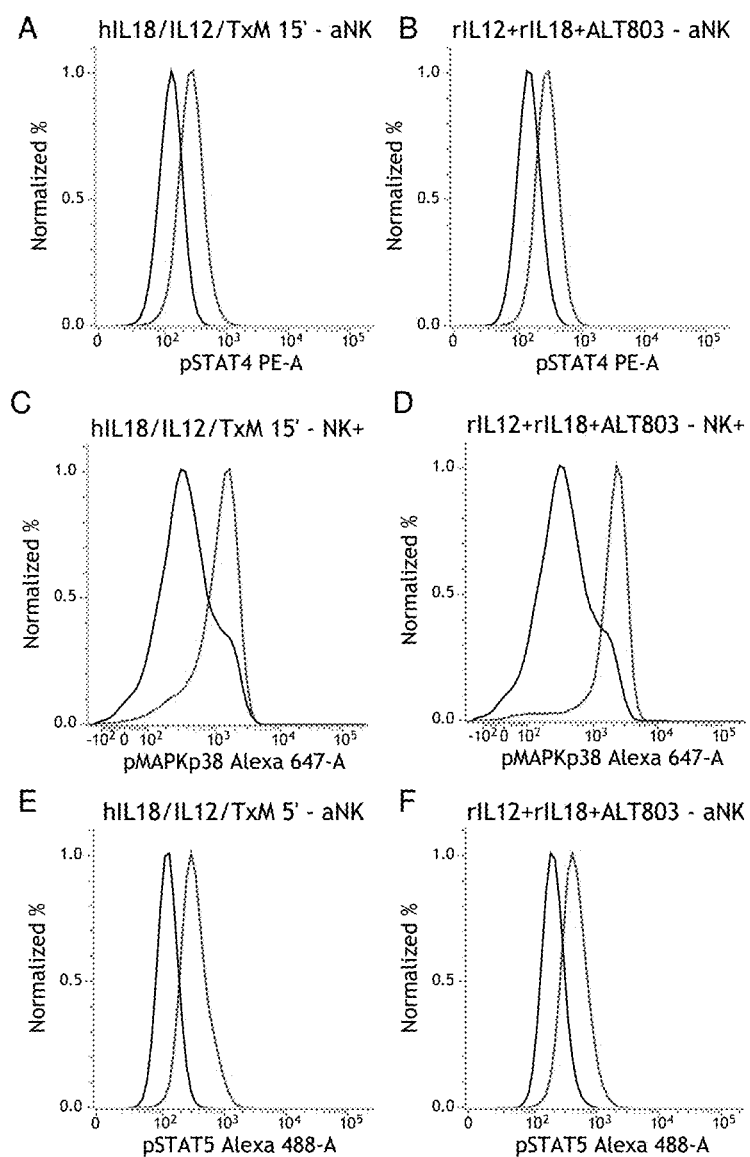 A hIL18/IL12/TxM 15' - aNK
Normalized %
1.0
0.5
0.0
0 10² 10³ 10⁴ 10⁵
pSTAT4 PE-A
B rIL12+rIL18+ALT803 - aNK
Normalized %
1.0
0.5
0.0
0 10² 10³ 10⁴ 10⁵
pSTAT4 PE-A
C hIL18/IL12/TxM 15' - NK+
Normalized %
1.0
0.5
0.0
-10² 0 10² 10³ 10⁴ 10⁵
pMAPKp38 Alexa 647-A
D rIL12+rIL18+ALT803 - NK+
Normalized %
1.0
0.5
0.0
-10² 0 10² 10³ 10⁴ 10⁵
pMAPKp38 Alexa 647-A
E hIL18/IL12/TxM 5' - aNK
Normalized %
1.0
0.5
0.0
0 10² 10³ 10⁴ 10⁵
pSTAT5 Alexa 488-A
F rIL12+rIL18+ALT803 - aNK
Normalized %
1.0
0.5
0.0
0 10² 10³ 10⁴ 10⁵
pSTAT5 Alexa 488-A